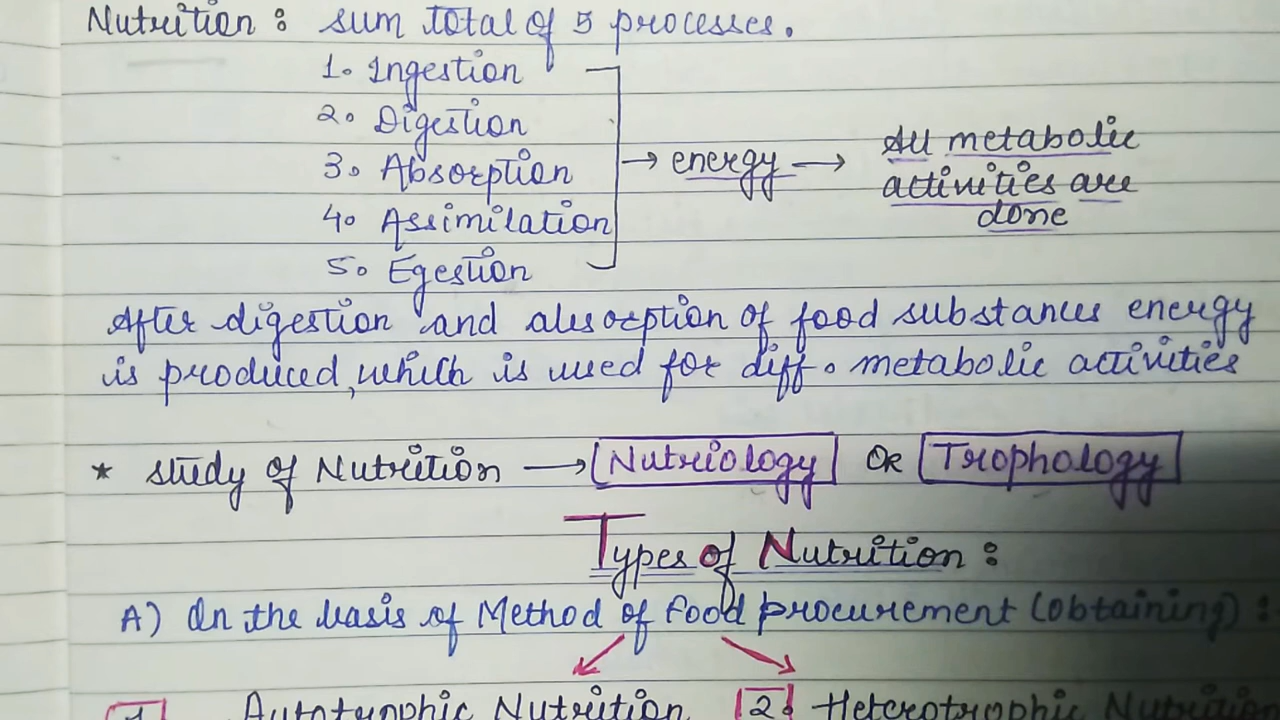 Nutrition : sum total of 5 processes.
1. Ingestion
2. Digestion
3. Absorption
4. Assimilation
5. Egestion
→ energy → All metabolic
activities are
done
After digestion and absorption of food substances energy
is produced, which is used for diff. metabolic activities
* study of Nutrition → Nutriology OR Trophology
Types of Nutrition :
A) On the basis of Method of food procurement (obtaining) :
1 Autotrophic Nutrition 2. Heterotrophic Nutrition